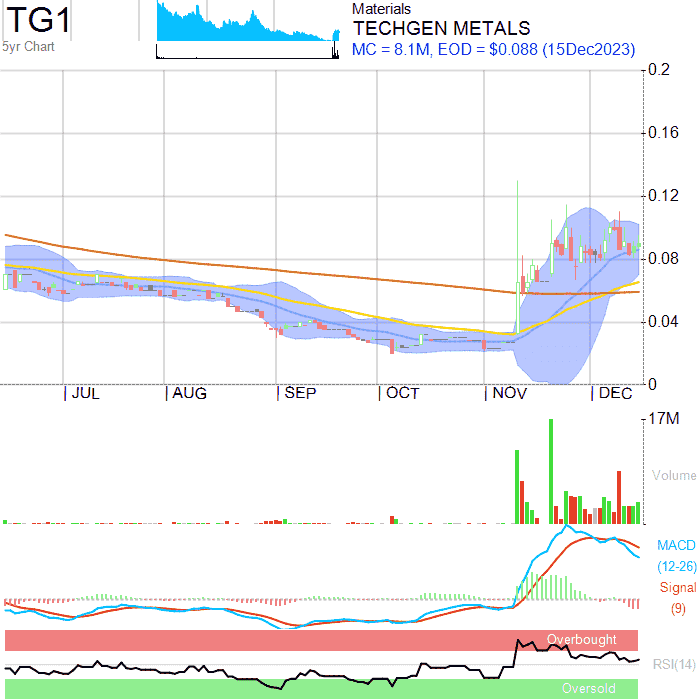 TG1
5yr Chart
Materials
TECHGEN METALS
MC = 8.1M, EOD = $0.088 (15Dec2023)
0.2
0.16
0.12
0.08
0.04
0
JUL AUG SEP OCT NOV DEC
17M
Volume
MACD
(12-26)
Signal
(9)
Overbought
RSI(14)
Oversold